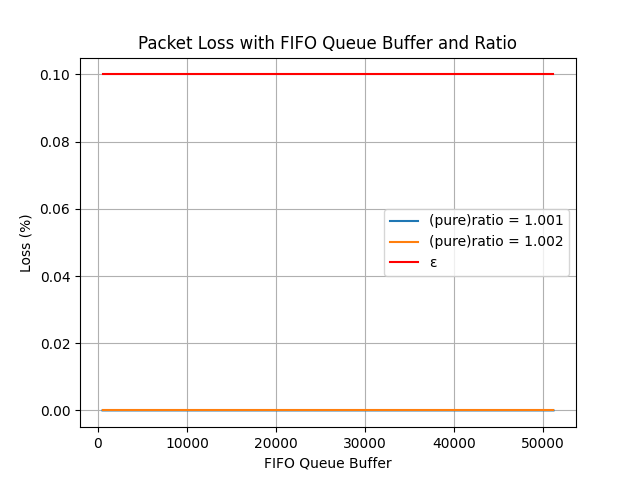 Packet Loss with FIFO Queue Buffer and Ratio
0.10
0.08
0.06
0.04
0.02
0.00
Loss (%)
(pure)ratio = 1.001
(pure)ratio = 1.002
ε
0 10000 20000 30000 40000 50000
FIFO Queue Buffer